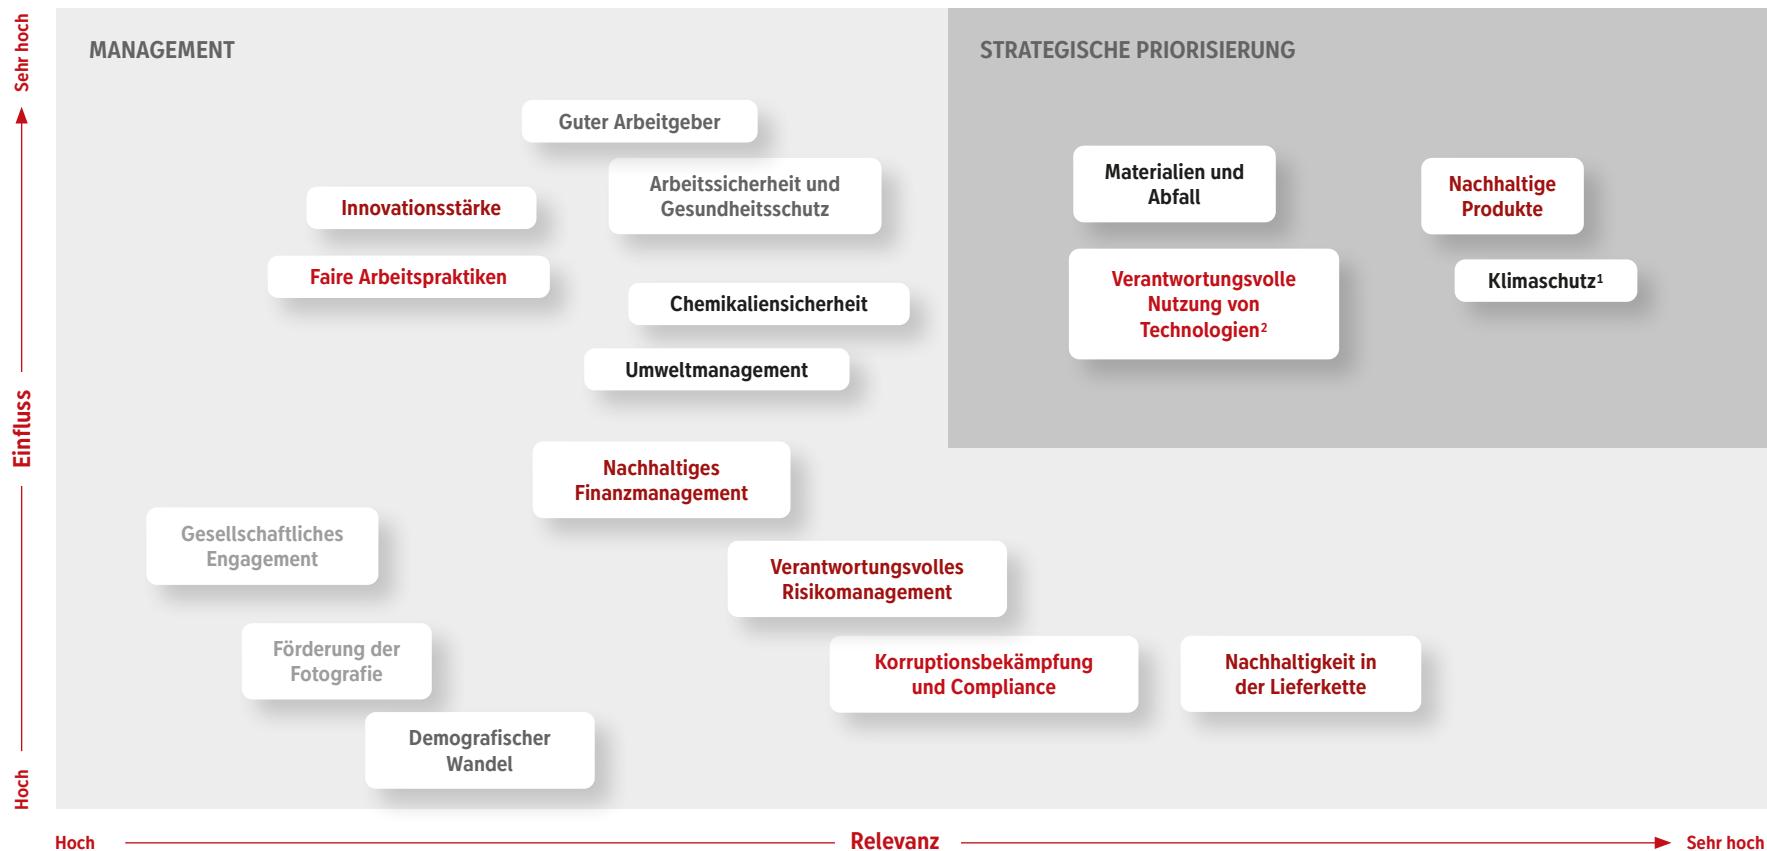 Sehr hoch
Einfluss
Hoch
MANAGEMENT
STRATEGISCHE PRIORISIERUNG
Guter Arbeitgeber
Arbeitssicherheit und
Gesundheitsschutz
Innovationsstärke
Faire Arbeitspraktiken
Chemikaliensicherheit
Umweltmanagement
Materialien und
Abfall
Nachhaltige
Produkte
Verantwortungsvolle
Nutzung von
Technologien²
Klimaschutz¹
Nachhaltiges
Finanzmanagement
Gesellschaftliches
Engagement
Verantwortungsvolles
Risikomanagement
Förderung der
Fotografie
Korruptionsbekämpfung
und Compliance
Nachhaltigkeit in
der Lieferkette
Demografischer
Wandel
Hoch
Relevanz
Sehr hoch